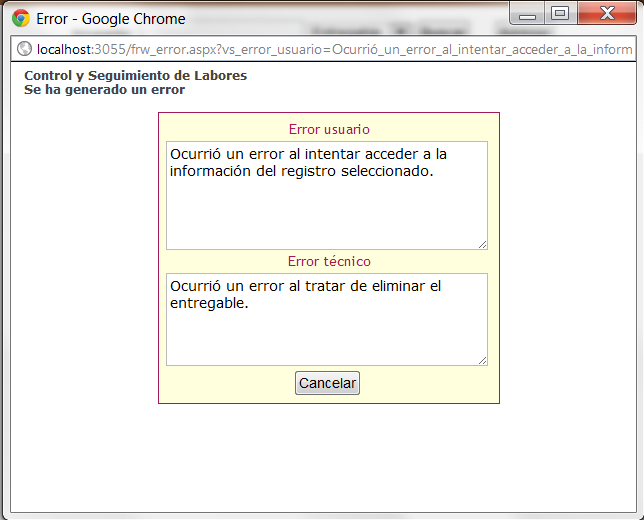 Error - Google Chrome
localhost:3055/frw_error.aspx?vs_error_usuario=Ocurrió_un_error_al_intentar_acceder_a_la_inform
Control y Seguimiento de Labores
Se ha generado un error
Error usuario
Ocurrió un error al intentar acceder a la
información del registro seleccionado.
Error técnico
Ocurrió un error al tratar de eliminar el
entregable.
Cancelar